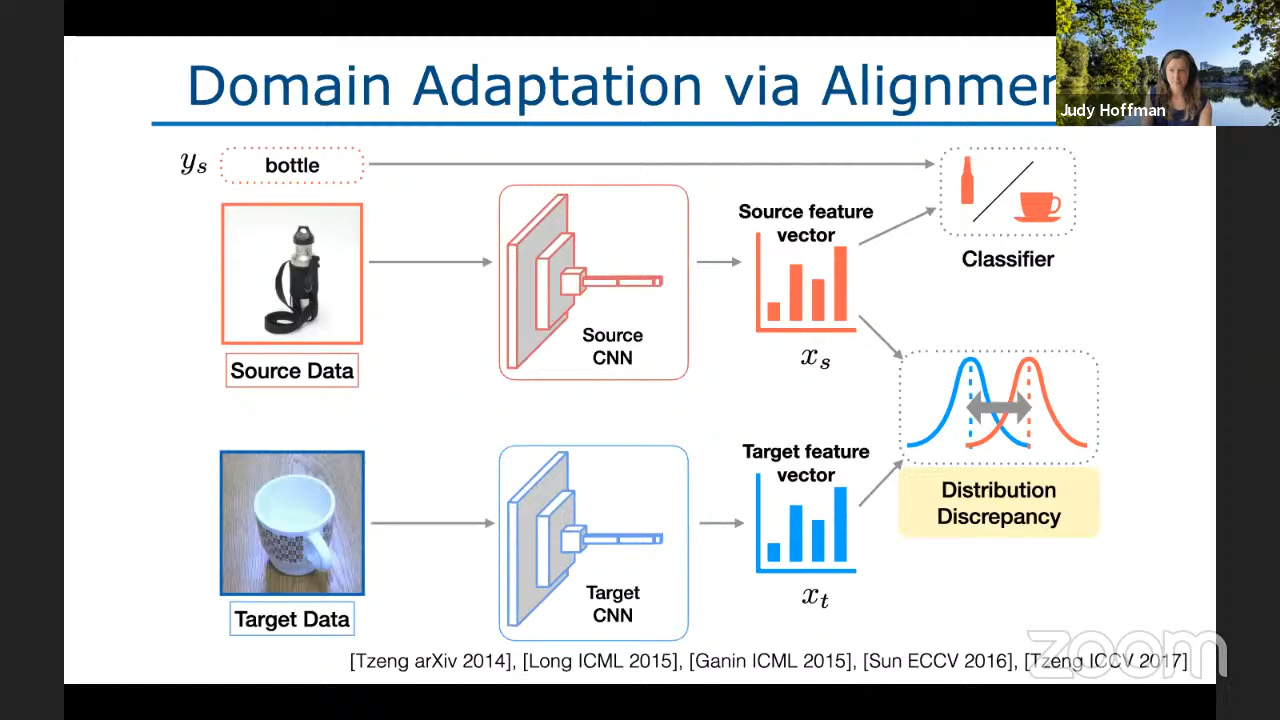 Domain Adaptation via Alignmen
Judy Hoffman
y_s
bottle
Source feature
vector
Classifier
Source
CNN
x_s
Source Data
Target feature
vector
Distribution
Discrepancy
Target
CNN
x_t
Target Data
[Tzeng arXiv 2014], [Long ICML 2015], [Ganin ICML 2015], [Sun ECCV 2016], [Tzeng ICCV 2017]
zoom